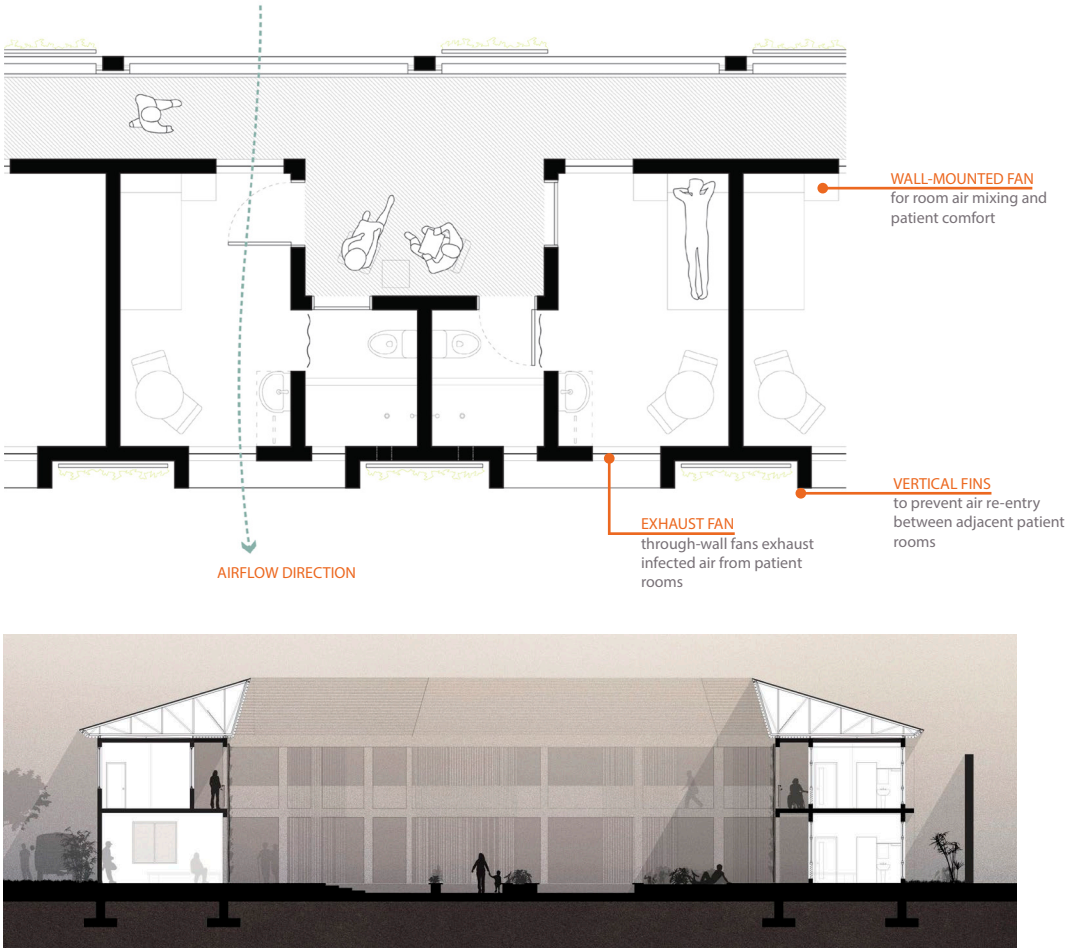 WALL-MOUNTED FAN
for room air mixing and
patient comfort
VERTICAL FINS
to prevent air re-entry
between adjacent patient
rooms
EXHAUST FAN
through-wall fans exhaust
infected air from patient
rooms
AIRFLOW DIRECTION